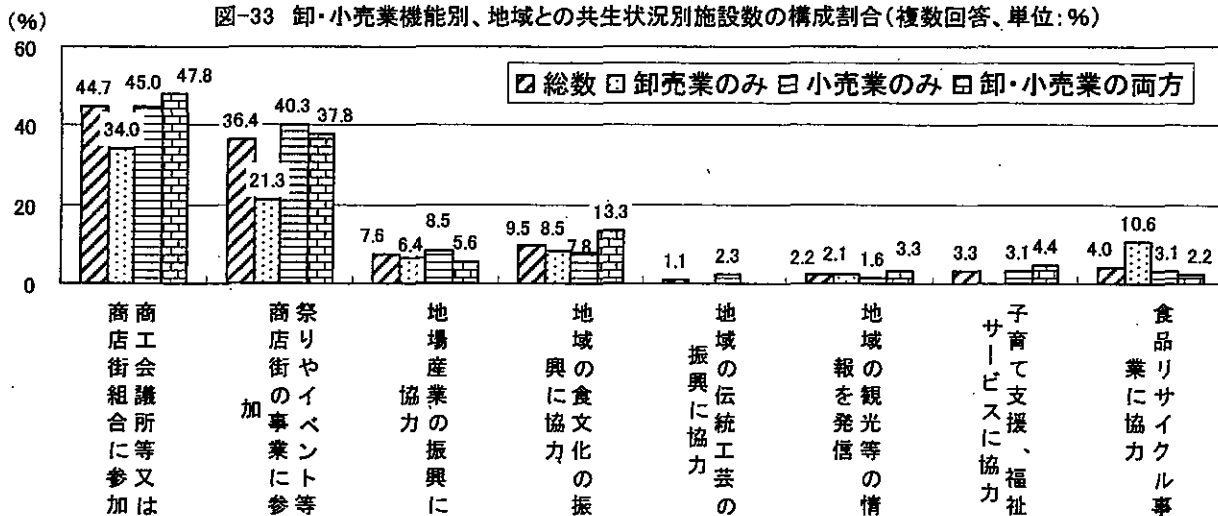 図-33 卸・小売業機能別、地域との共生状況別施設数の構成割合(複数回答、単位:%)
(%)
60
40
20
0
総数 卸売業のみ 小売業のみ 卸・小売業の両方
44.7
34.0
45.0
47.8
36.4
21.3
40.3
37.8
7.6
6.4
8.5
5.6
9.5
8.5
7.8
13.3
1.1
2.3
2.2
2.1
1.6
3.3
3.3
3.1
4.4
4.0
10.6
3.1
2.2
商工会議所等又は
商店街組合に参加
祭りやイベント等
商店街の事業に参
加
地場産業の振興に
協力
地域の食文化の振
興に協力
地域の伝統工芸の
振興に協力
地域の観光等の情
報を発信
子育て支援、福祉
サービスに協力
食品リサイクル事
業に協力